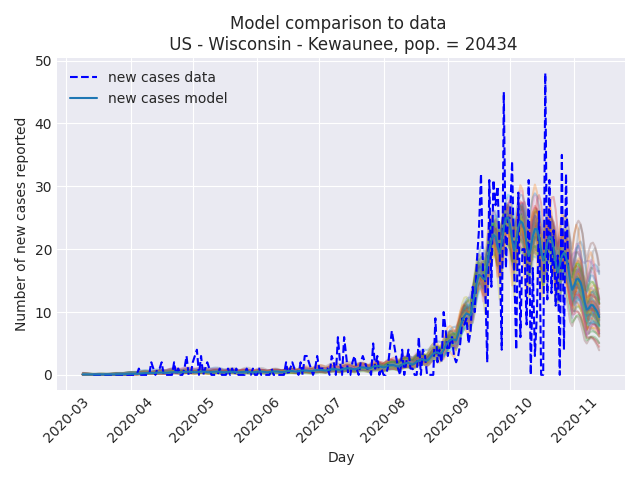 Model comparison to data
US - Wisconsin - Kewaunee, pop. = 20434
new cases data
new cases model
Number of new cases reported
50
40
30
20
10
0
2020-03
2020-04
2020-05
2020-06
2020-07
2020-08
2020-09
2020-10
2020-11
Day